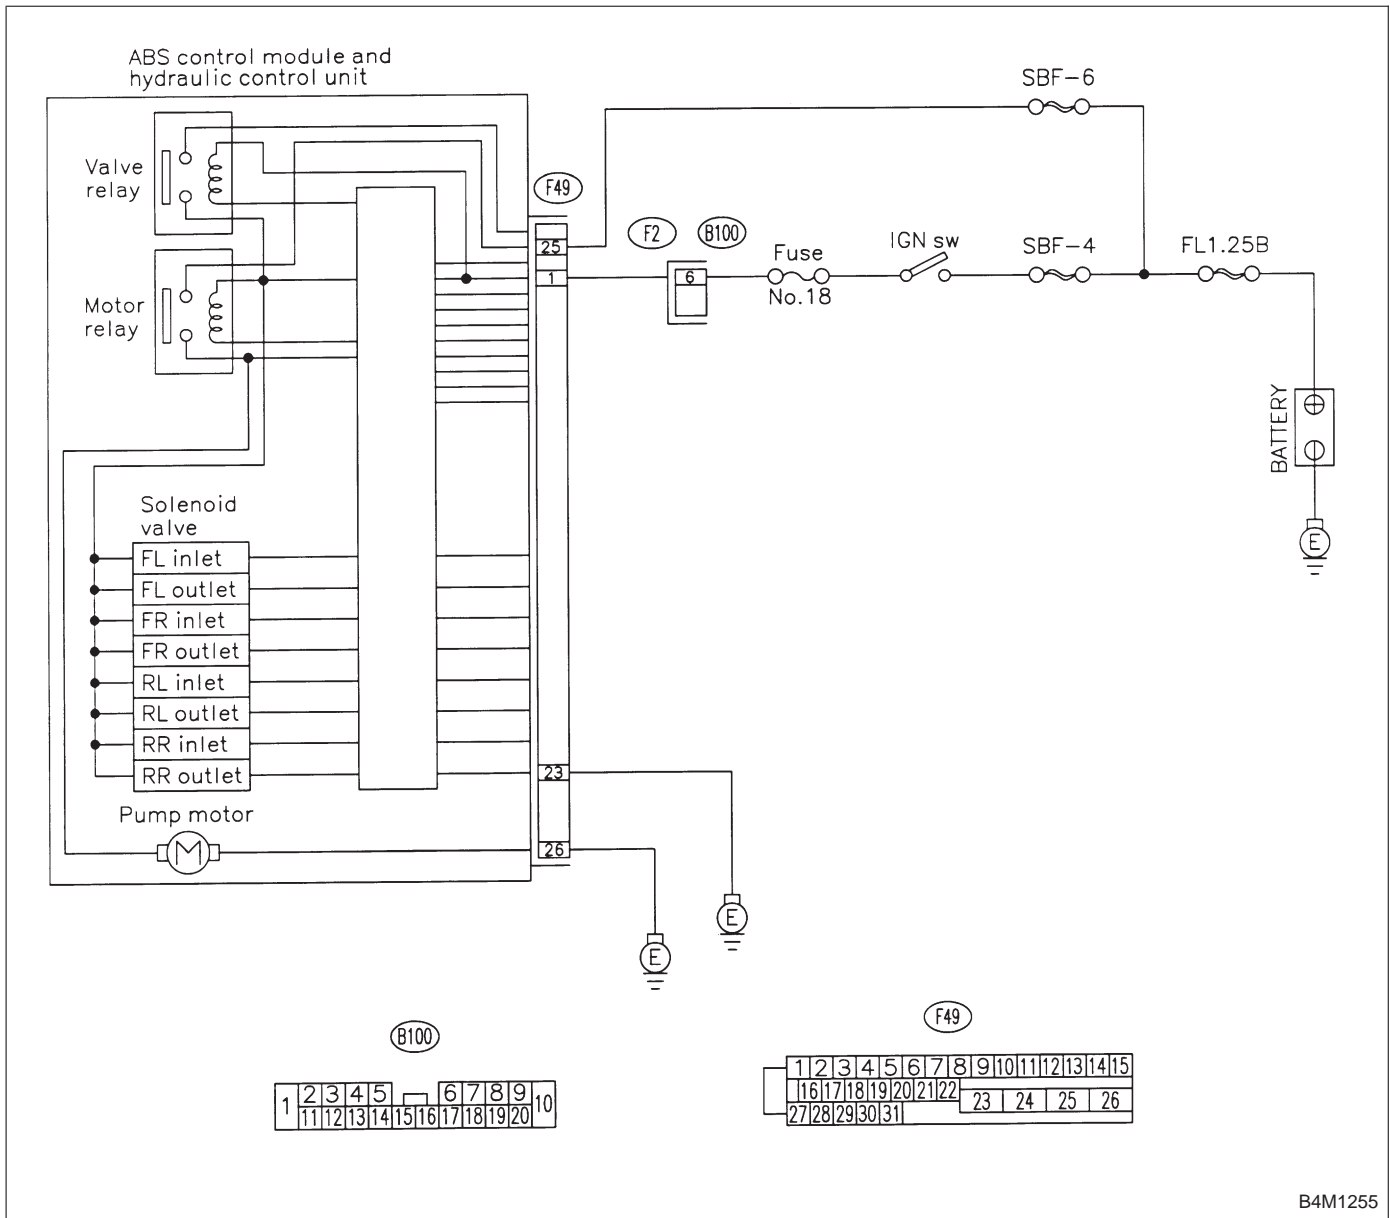 ABS control module and
hydraulic control unit
SBF-6
Valve
relay
F49
25
F2
B100
Fuse
No.18
IGN sw
SBF-4
FL1.25B
1
6
Motor
relay
BATTERY
Solenoid
valve
FL inlet
FL outlet
FR inlet
FR outlet
RL inlet
RL outlet
RR inlet
RR outlet
23
Pump motor
M
26
E
E
E
B100
1 2 3 4 5 6 7 8 9 10
11 12 13 14 15 16 17 18 19 20
F49
1 2 3 4 5 6 7 8 9 10 11 12 13 14 15
16 17 18 19 20 21 22 23 24 25 26
27 28 29 30 31
B4M1255